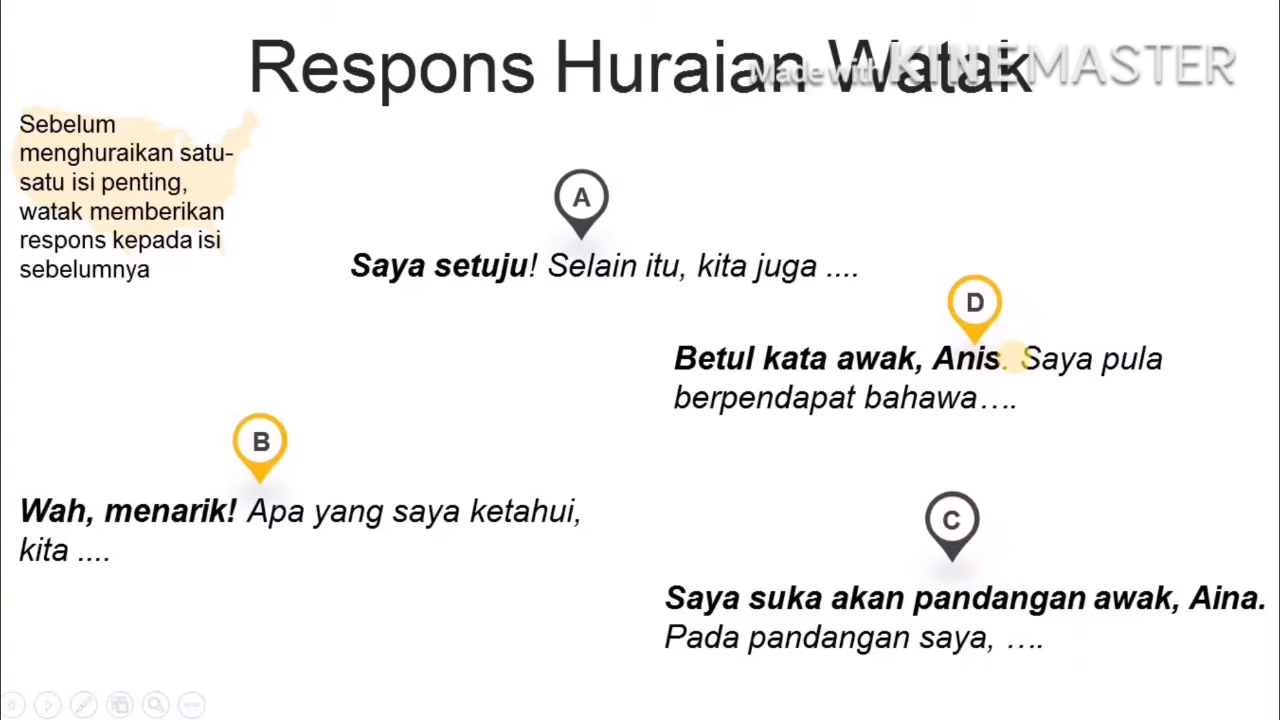 Respons Huraian Watak
Made with KINEMASTER
Sebelum
menghuraikan satu-
satu isi penting,
watak memberikan
respons kepada isi
sebelumnya
A
Saya setuju! Selain itu, kita juga ....
D
Betul kata awak, Anis. Saya pula
berpendapat bahawa….
B
Wah, menarik! Apa yang saya ketahui,
kita ....
C
Saya suka akan pandangan awak, Aina.
Pada pandangan saya, ….